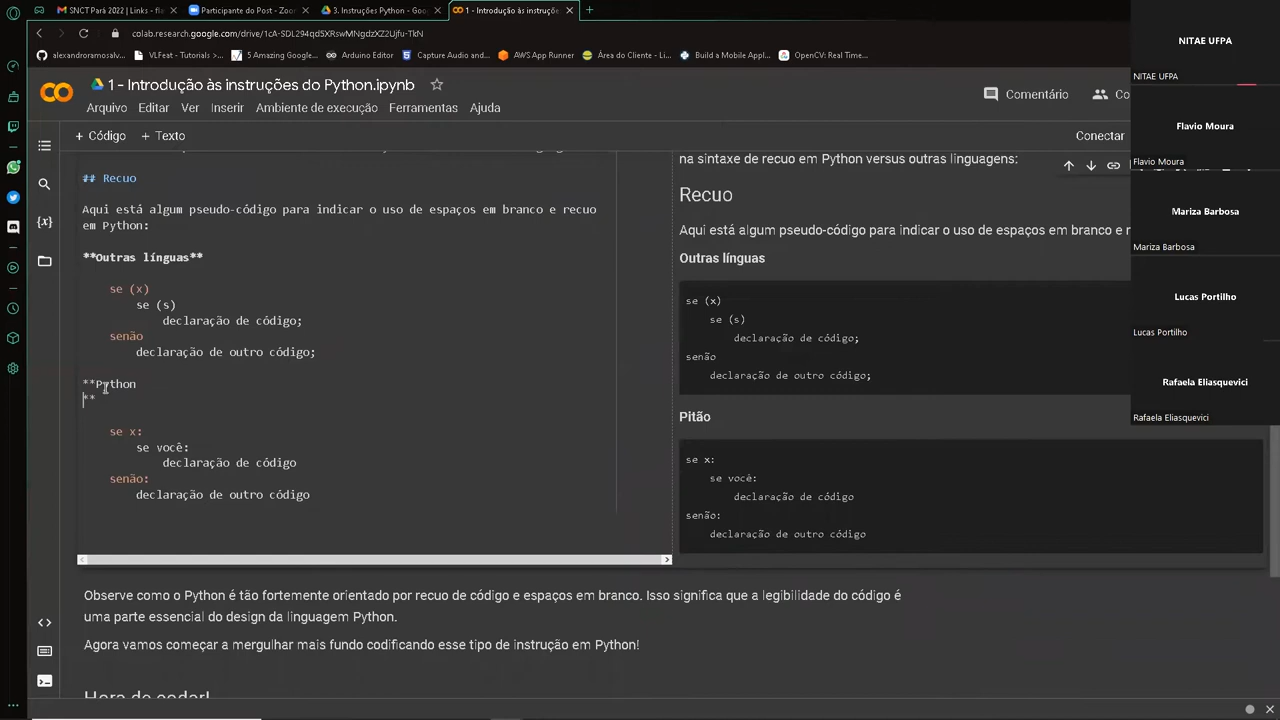 SNCT Pará 2022 | Links - fla
Participante do Post - Zoom
3. Instruções Python - Goog
1 - Introdução às instruçõe
colab.research.google.com/drive/1cA-SDL294qd5XRswMNgdzXZ2Ujfu-TkN
alexandroramosalv...
VLFeat - Tutorials >...
5 Amazing Google...
Arduino Editor
Capture Audio and...
AWS App Runner
Área do Cliente - Li...
Build a Mobile Appl...
OpenCV: Real Time...
1 - Introdução às instruções do Python.ipynb
Comentário
Co
Arquivo Editar Ver Inserir Ambiente de execução Ferramentas Ajuda
+ Código + Texto
Conectar
## Recuo
Aqui está algum pseudo-código para indicar o uso de espaços em branco e recuo
em Python:
**Outras línguas**
se (x)
se (s)
declaração de código;
senão
declaração de outro código;
**Python
**
se x:
se você:
declaração de código
senão:
declaração de outro código
na sintaxe de recuo em Python versus outras linguagens:
Recuo
Aqui está algum pseudo-código para indicar o uso de espaços em branco e r
Outras línguas
se (x)
se (s)
declaração de código;
senão
declaração de outro código;
Pitão
se x:
se você:
declaração de código
senão:
declaração de outro código
Observe como o Python é tão fortemente orientado por recuo de código e espaços em branco. Isso significa que a legibilidade do código é
uma parte essencial do design da linguagem Python.
Agora vamos começar a mergulhar mais fundo codificando esse tipo de instrução em Python!
Hora de codar!
NITAE UFPA
NITAE UFPA
Flavio Moura
Flavio Moura
Mariza Barbosa
Mariza Barbosa
Lucas Portilho
Lucas Portilho
Rafaela Eliasquevici
Rafaela Eliasquevici